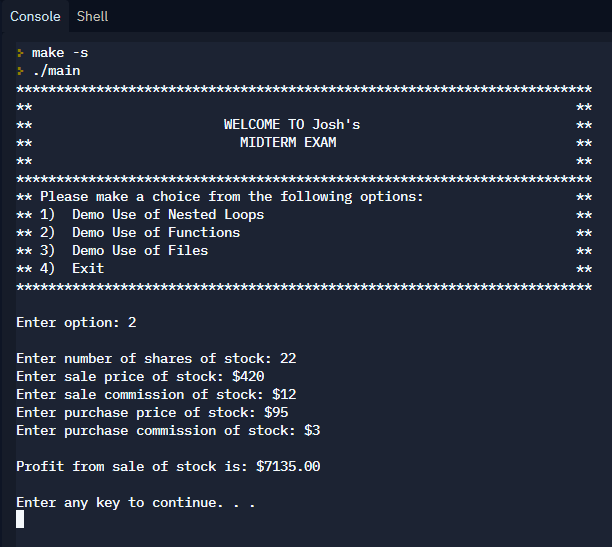 Console Shell
> make -s
> ./main
************************************************************************
** **
** WELCOME TO Josh's **
** MIDTERM EXAM **
** **
************************************************************************
** Please make a choice from the following options: **
** 1) Demo Use of Nested Loops **
** 2) Demo Use of Functions **
** 3) Demo Use of Files **
** 4) Exit **
************************************************************************
Enter option: 2
Enter number of shares of stock: 22
Enter sale price of stock: $420
Enter sale commission of stock: $12
Enter purchase price of stock: $95
Enter purchase commission of stock: $3
Profit from sale of stock is: $7135.00
Enter any key to continue. . .